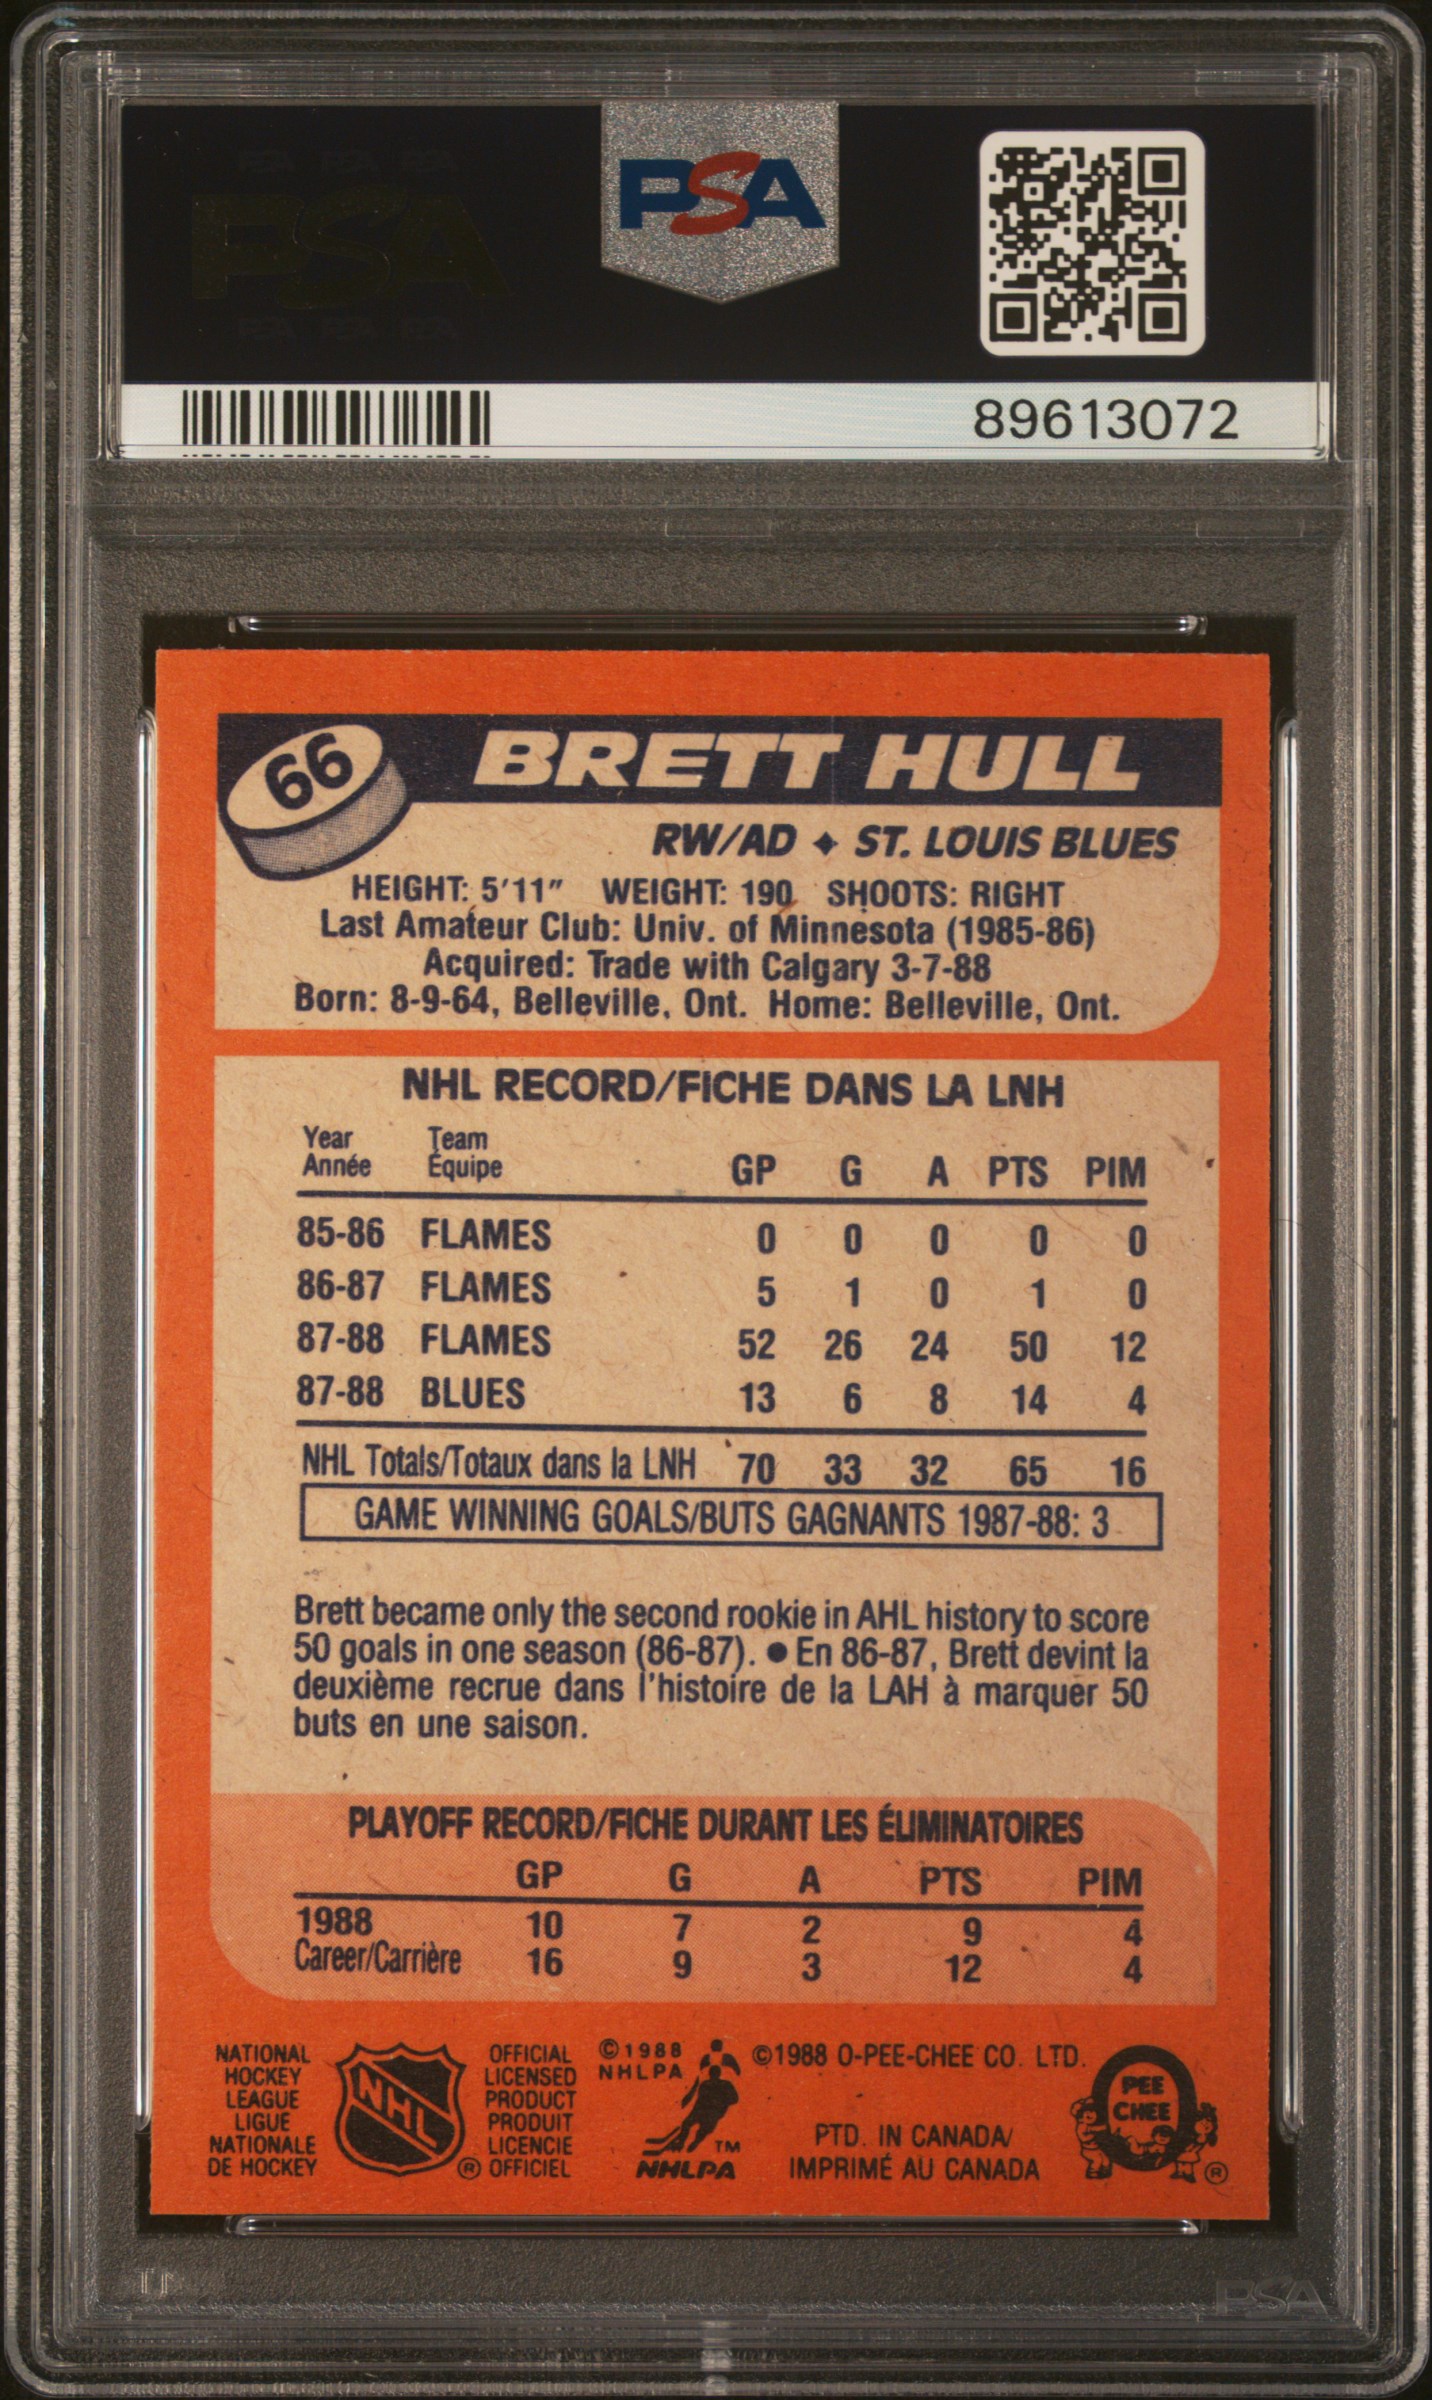 PSA
89613072
66
BRETT HULL
RW/AD ✦ ST. LOUIS BLUES
HEIGHT: 5'11" WEIGHT: 190 SHOOTS: RIGHT
Last Amateur Club: Univ. of Minnesota (1985-86)
Acquired: Trade with Calgary 3-7-88
Born: 8-9-64, Belleville, Ont. Home: Belleville, Ont.
NHL RECORD/FICHE DANS LA LNH
Year Team
Année Équipe GP G A PTS PIM
85-86 FLAMES 0 0 0 0 0
86-87 FLAMES 5 1 0 1 0
87-88 FLAMES 52 26 24 50 12
87-88 BLUES 13 6 8 14 4
NHL Totals/Totaux dans la LNH 70 33 32 65 16
GAME WINNING GOALS/BUTS GAGNANTS 1987-88: 3
Brett became only the second rookie in AHL history to score
50 goals in one season (86-87). ● En 86-87, Brett devint la
deuxième recrue dans l'histoire de la LAH à marquer 50
buts en une saison.
PLAYOFF RECORD/FICHE DURANT LES ÉLIMINATOIRES
GP G A PTS PIM
1988 10 7 2 9 4
Career/Carrière 16 9 3 12 4
NATIONAL
HOCKEY
LEAGUE
LIGUE
NATIONALE
DE HOCKEY
NHL
®
OFFICIAL
LICENSED
PRODUCT
PRODUIT
LICENCIE
OFFICIEL
©1988
NHLPA
TM
NHLPA
©1988 O-PEE-CHEE CO. LTD.
PTD. IN CANADA/
IMPRIMÉ AU CANADA
O
PEE
CHEE
®
PSA